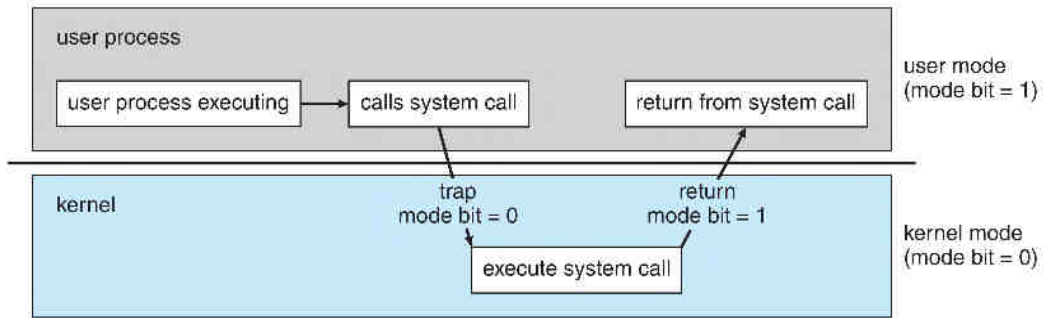 user process
user process executing
calls system call
return from system call
user mode
(mode bit = 1)
kernel
trap
mode bit = 0
return
mode bit = 1
execute system call
kernel mode
(mode bit = 0)